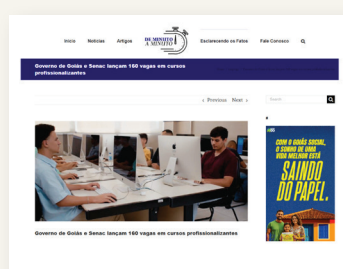 Início Notícias Artigos DE MINUTO A MINUTO Esclarecendo os Fatos Fale Conosco
Governo de Goiás e Senac lançam 160 vagas em cursos
profissionalizantes
Previous Next
Search
COM O GOIÁS SOCIAL,
O SONHO DE UMA
VIDA MELHOR ESTÁ
SAINDO
DO PAPEL.
Governo de Goiás e Senac lançam 160 vagas em cursos profissionalizantes